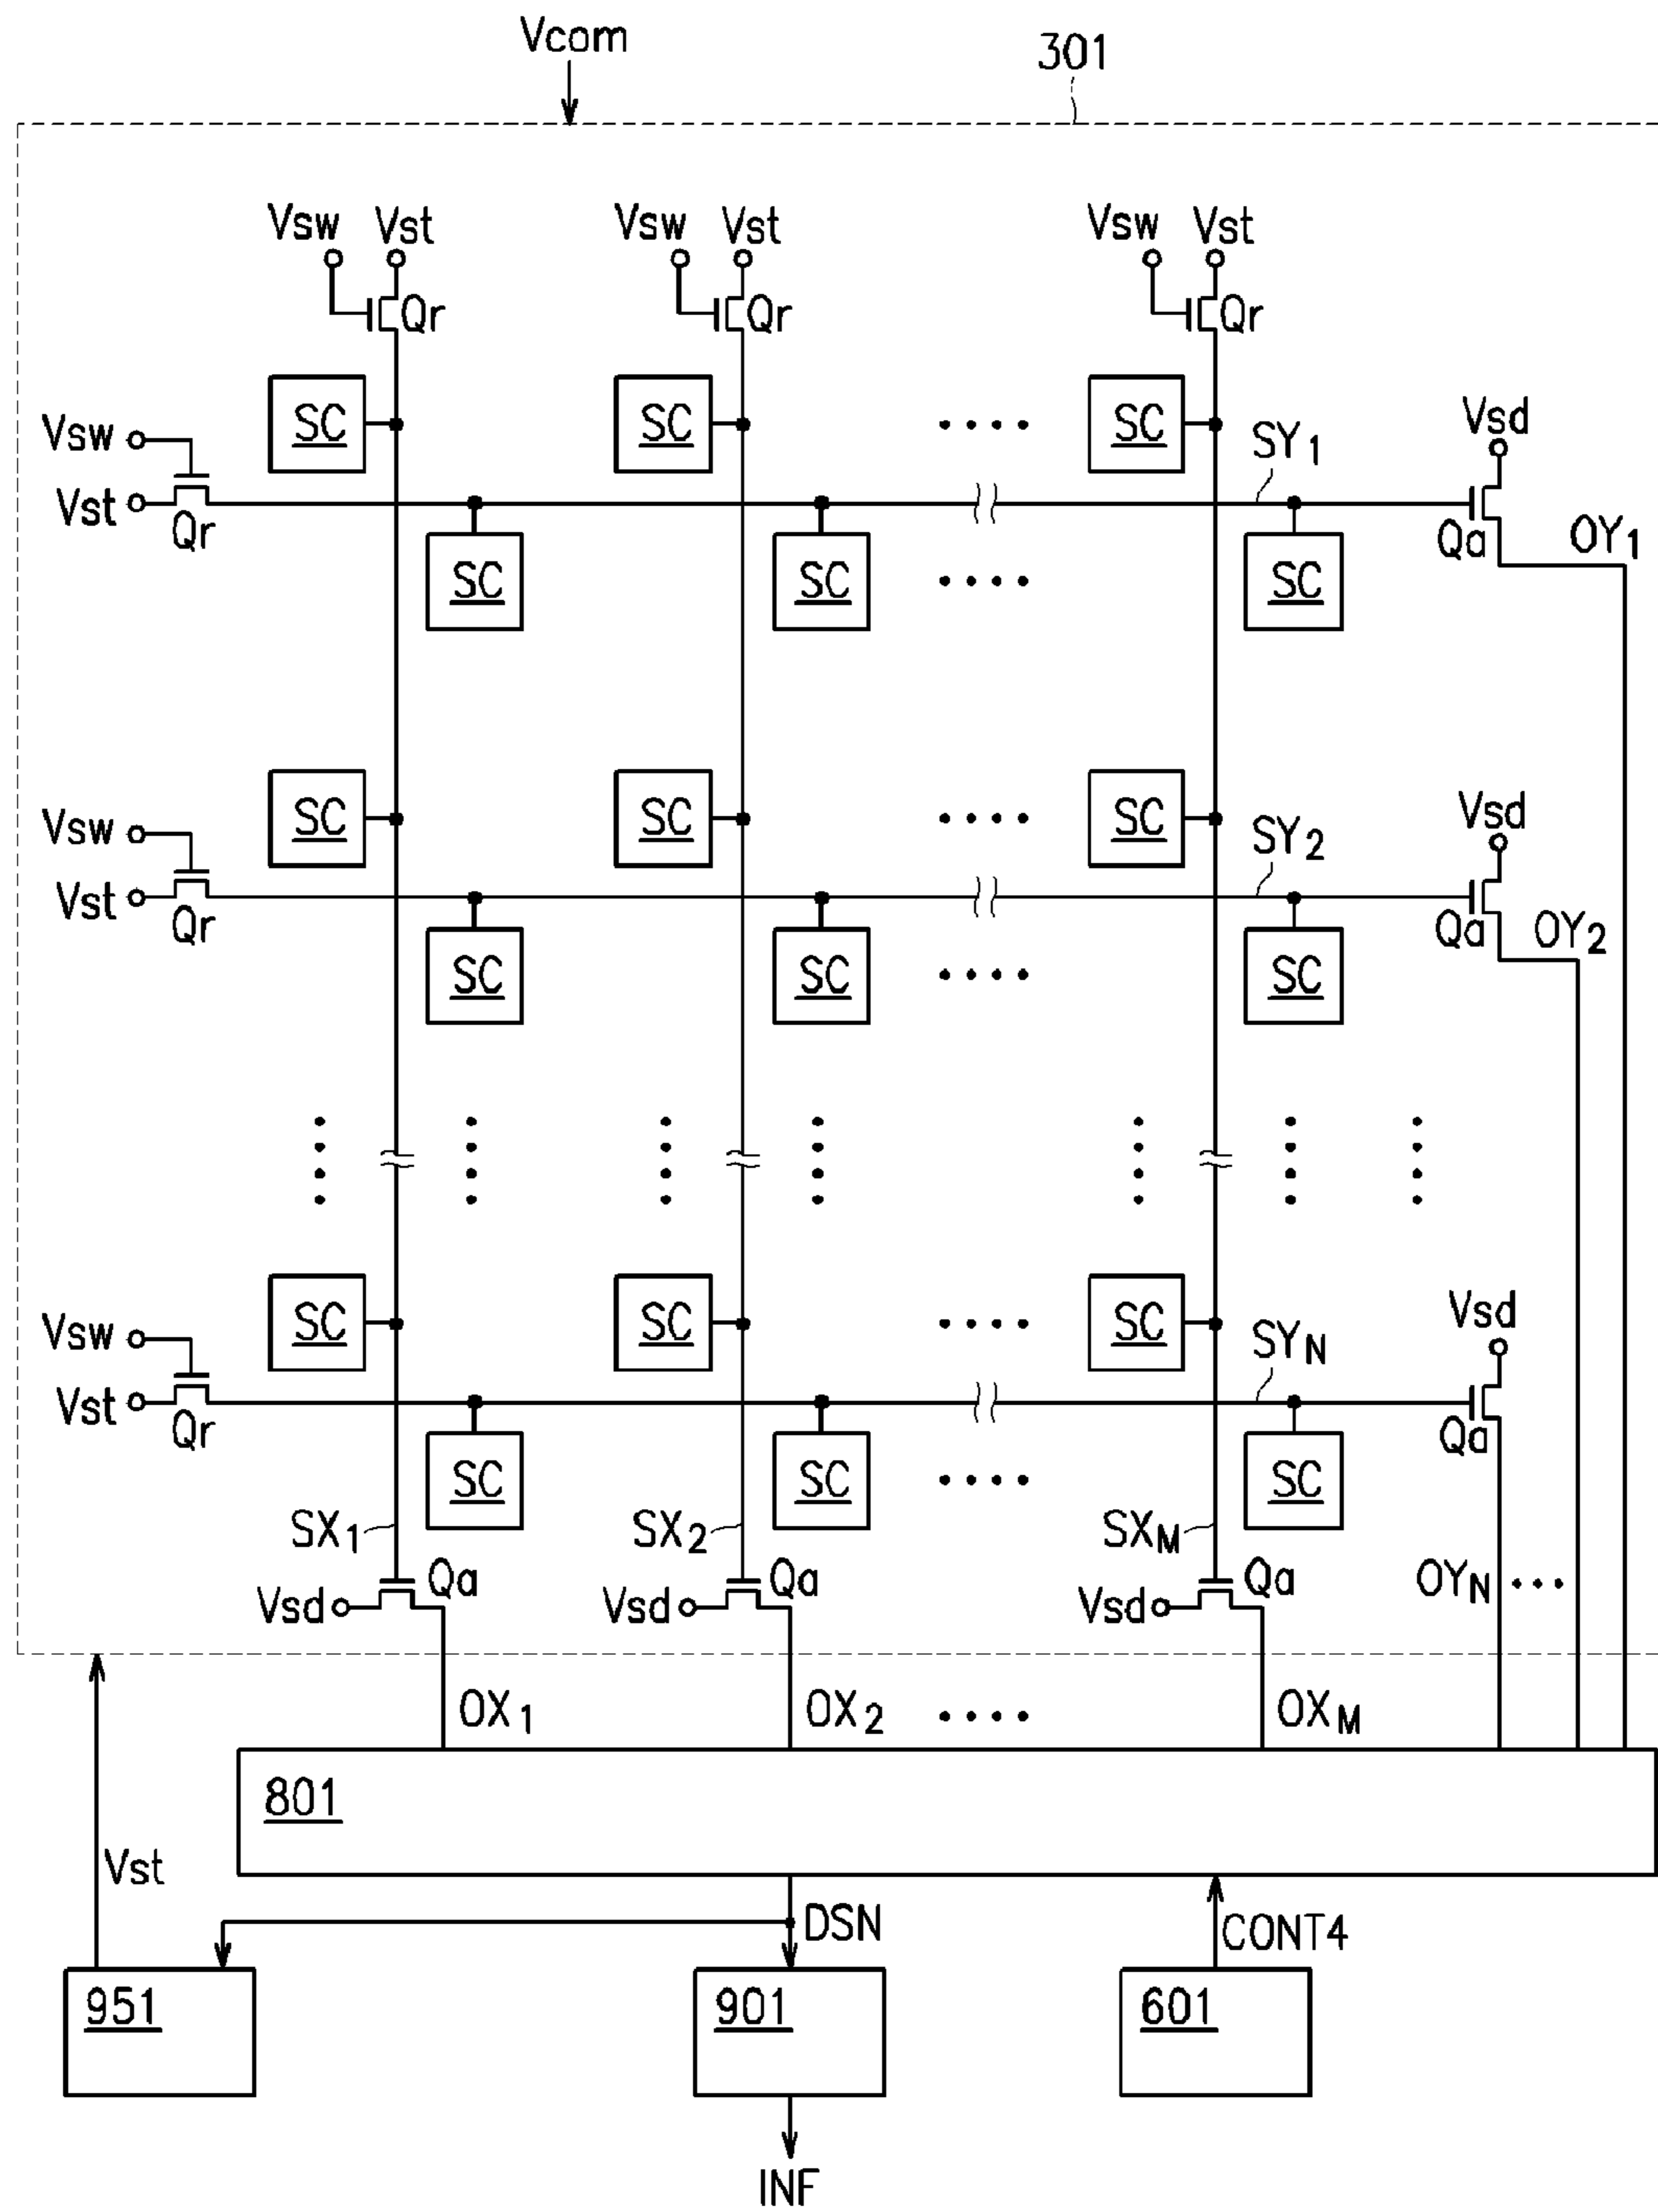 Vcom
301
Vsw Vst Vsw Vst Vsw Vst
Qr Qr Qr
SC SC •••• SC
Vsw SY1 Vsd
Vst
Qr Qa OY1
SC SC •••• SC
SC SC •••• SC
Vsw SY2 Vsd
Vst
Qr Qa OY2
SC SC •••• SC
SC SC •••• SC
Vsw SYN Vsd
Vst
Qr Qa
SC SC •••• SC
SX1 SX2 SXM
Qa Qa Qa OYN •••
Vsd Vsd Vsd
OX1 OX2 •••• OXM
801
Vst
DSN CONT4
951 901 601
INF